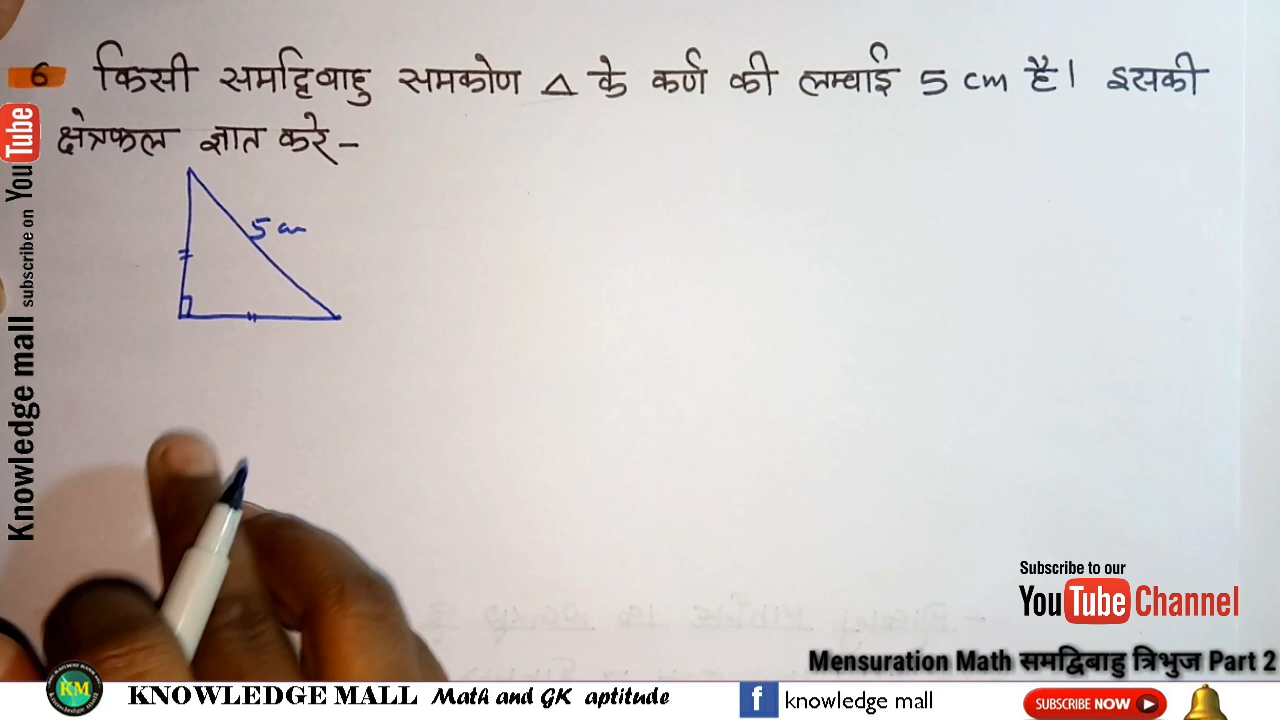 6 किसी समद्विबाहु समकोण △ के कर्ण की लम्बाई 5 cm है। इसकी
क्षेत्रफल ज्ञात करे -
5 cm
Knowledge mall subscribe on YouTube
Subscribe to our
YouTube Channel
Mensuration Math समद्विबाहु त्रिभुज Part 2
KM
KNOWLEDGE MALL Math and GK aptitude
f knowledge mall
SUBSCRIBE NOW